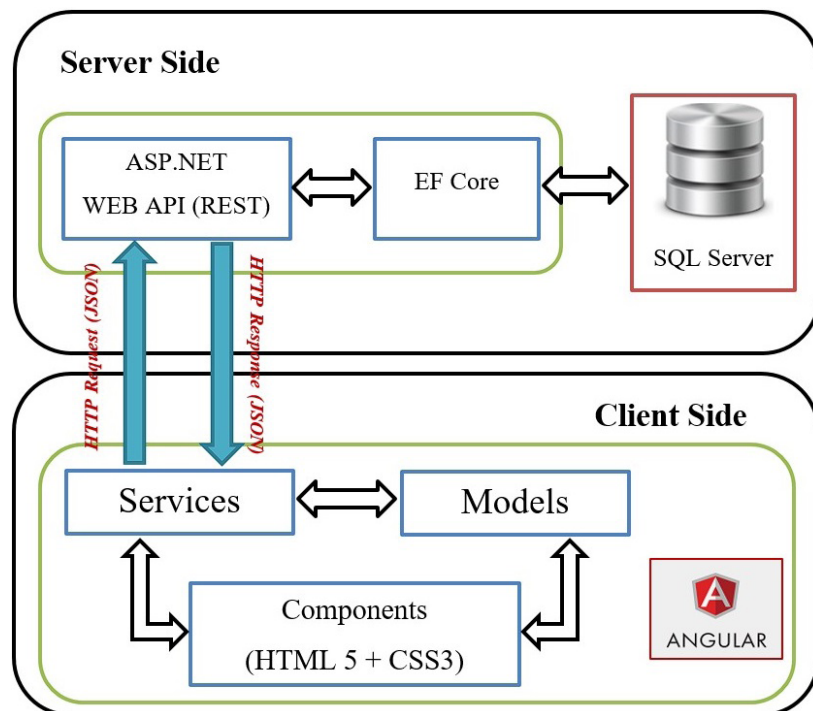 Server Side
ASP.NET
WEB API (REST)
EF Core
SQL Server
HTTP Request (JSON)
HTTP Response (JSON)
Client Side
Services
Models
Components
(HTML 5 + CSS3)
A
ANGULAR